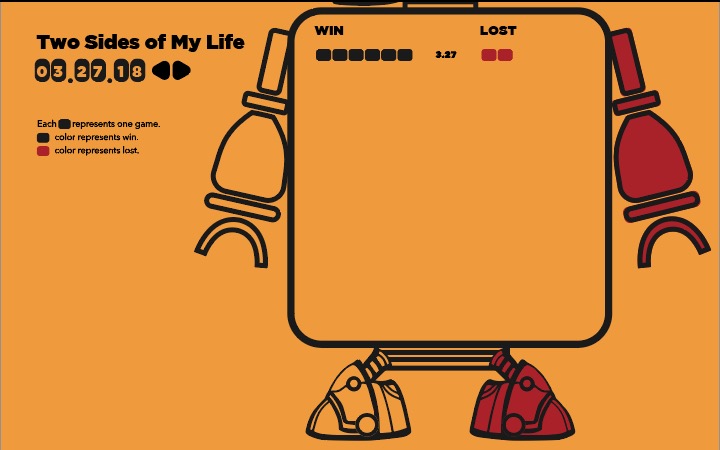 Two Sides of My Life
03.27.18
Each represents one game.
color represents win.
color represents lost.
WIN LOST
3.27